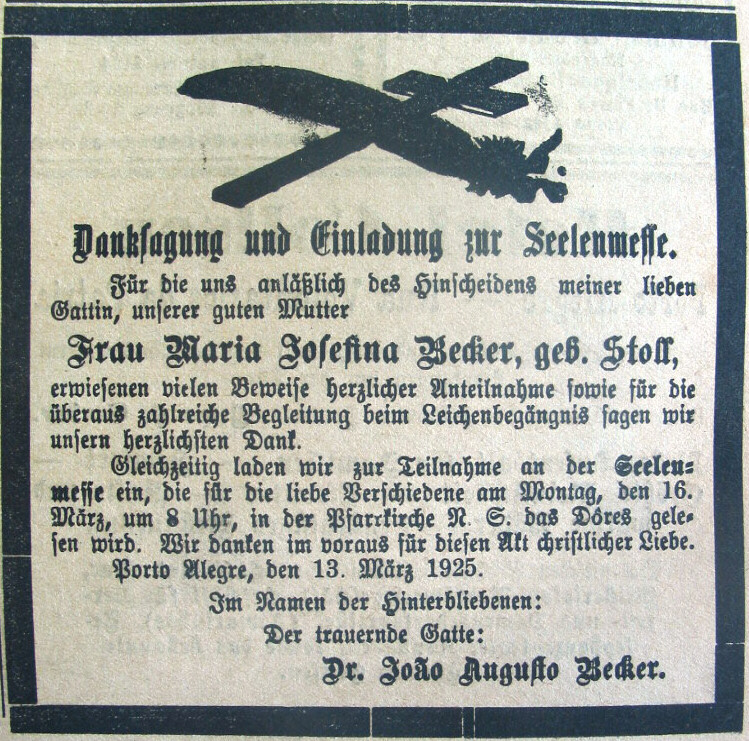 Danksagung und Einladung zur Seelenmesse.
Für die uns anläßlich des Hinscheidens meiner lieben
Gattin, unserer guten Mutter
Frau Maria Josefina Becker, geb. Stoll,
erwiesenen vielen Beweise herzlicher Anteilnahme sowie für die
überaus zahlreiche Begleitung beim Leichenbegängnis sagen wir
unsern herzlichsten Dank.
Gleichzeitig laden wir zur Teilnahme an der Seelen-
messe ein, die für die liebe Verschiedene am Montag, den 16.
März, um 8 Uhr, in der Pfarrkirche N. S. das Dôres gele-
sen wird. Wir danken im voraus für diesen Akt christlicher Liebe.
Porto Alegre, den 13. März 1925.
Im Namen der Hinterbliebenen:
Der trauernde Gatte:
Dr. João Augusto Becker.